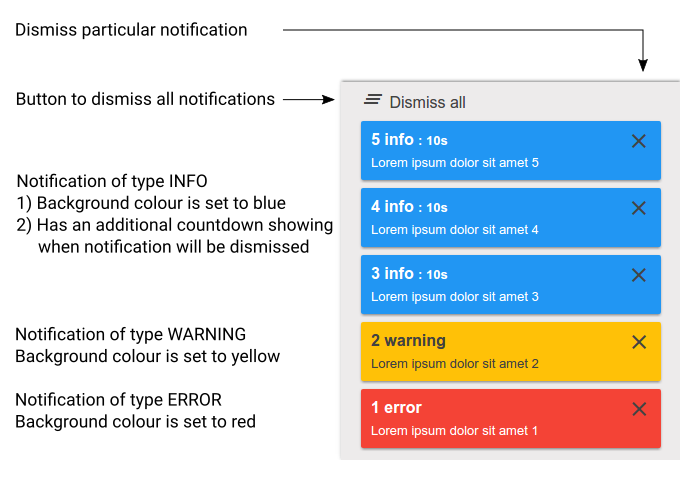 Dismiss particular notification
Button to dismiss all notifications
Dismiss all
5 info : 10s
Lorem ipsum dolor sit amet 5
Notification of type INFO
1) Background colour is set to blue
2) Has an additional countdown showing
when notification will be dismissed
4 info : 10s
Lorem ipsum dolor sit amet 4
3 info : 10s
Lorem ipsum dolor sit amet 3
Notification of type WARNING
Background colour is set to yellow
2 warning
Lorem ipsum dolor sit amet 2
Notification of type ERROR
Background colour is set to red
1 error
Lorem ipsum dolor sit amet 1